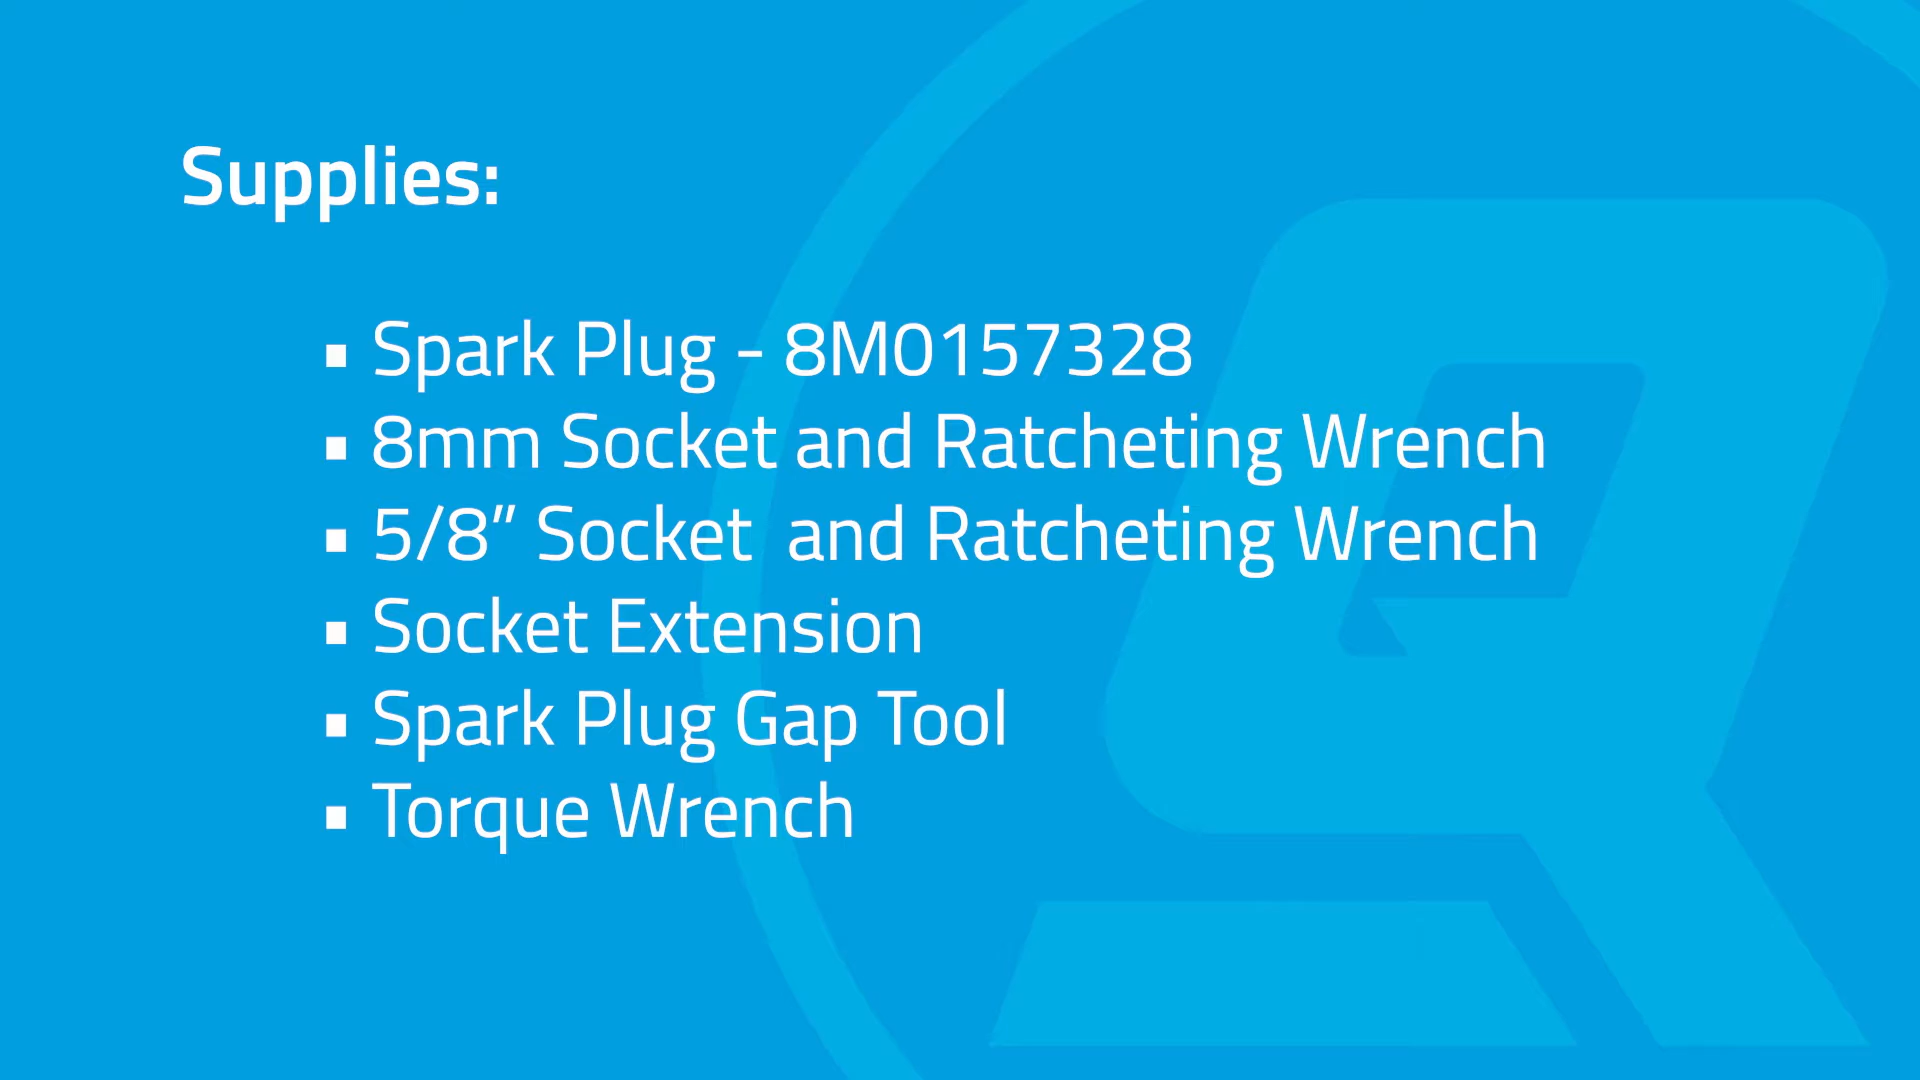 Supplies:
▪ Spark Plug - 8M0157328
▪ 8mm Socket and Ratcheting Wrench
▪ 5/8” Socket  and Ratcheting Wrench
▪ Socket Extension
▪ Spark Plug Gap Tool
▪ Torque Wrench